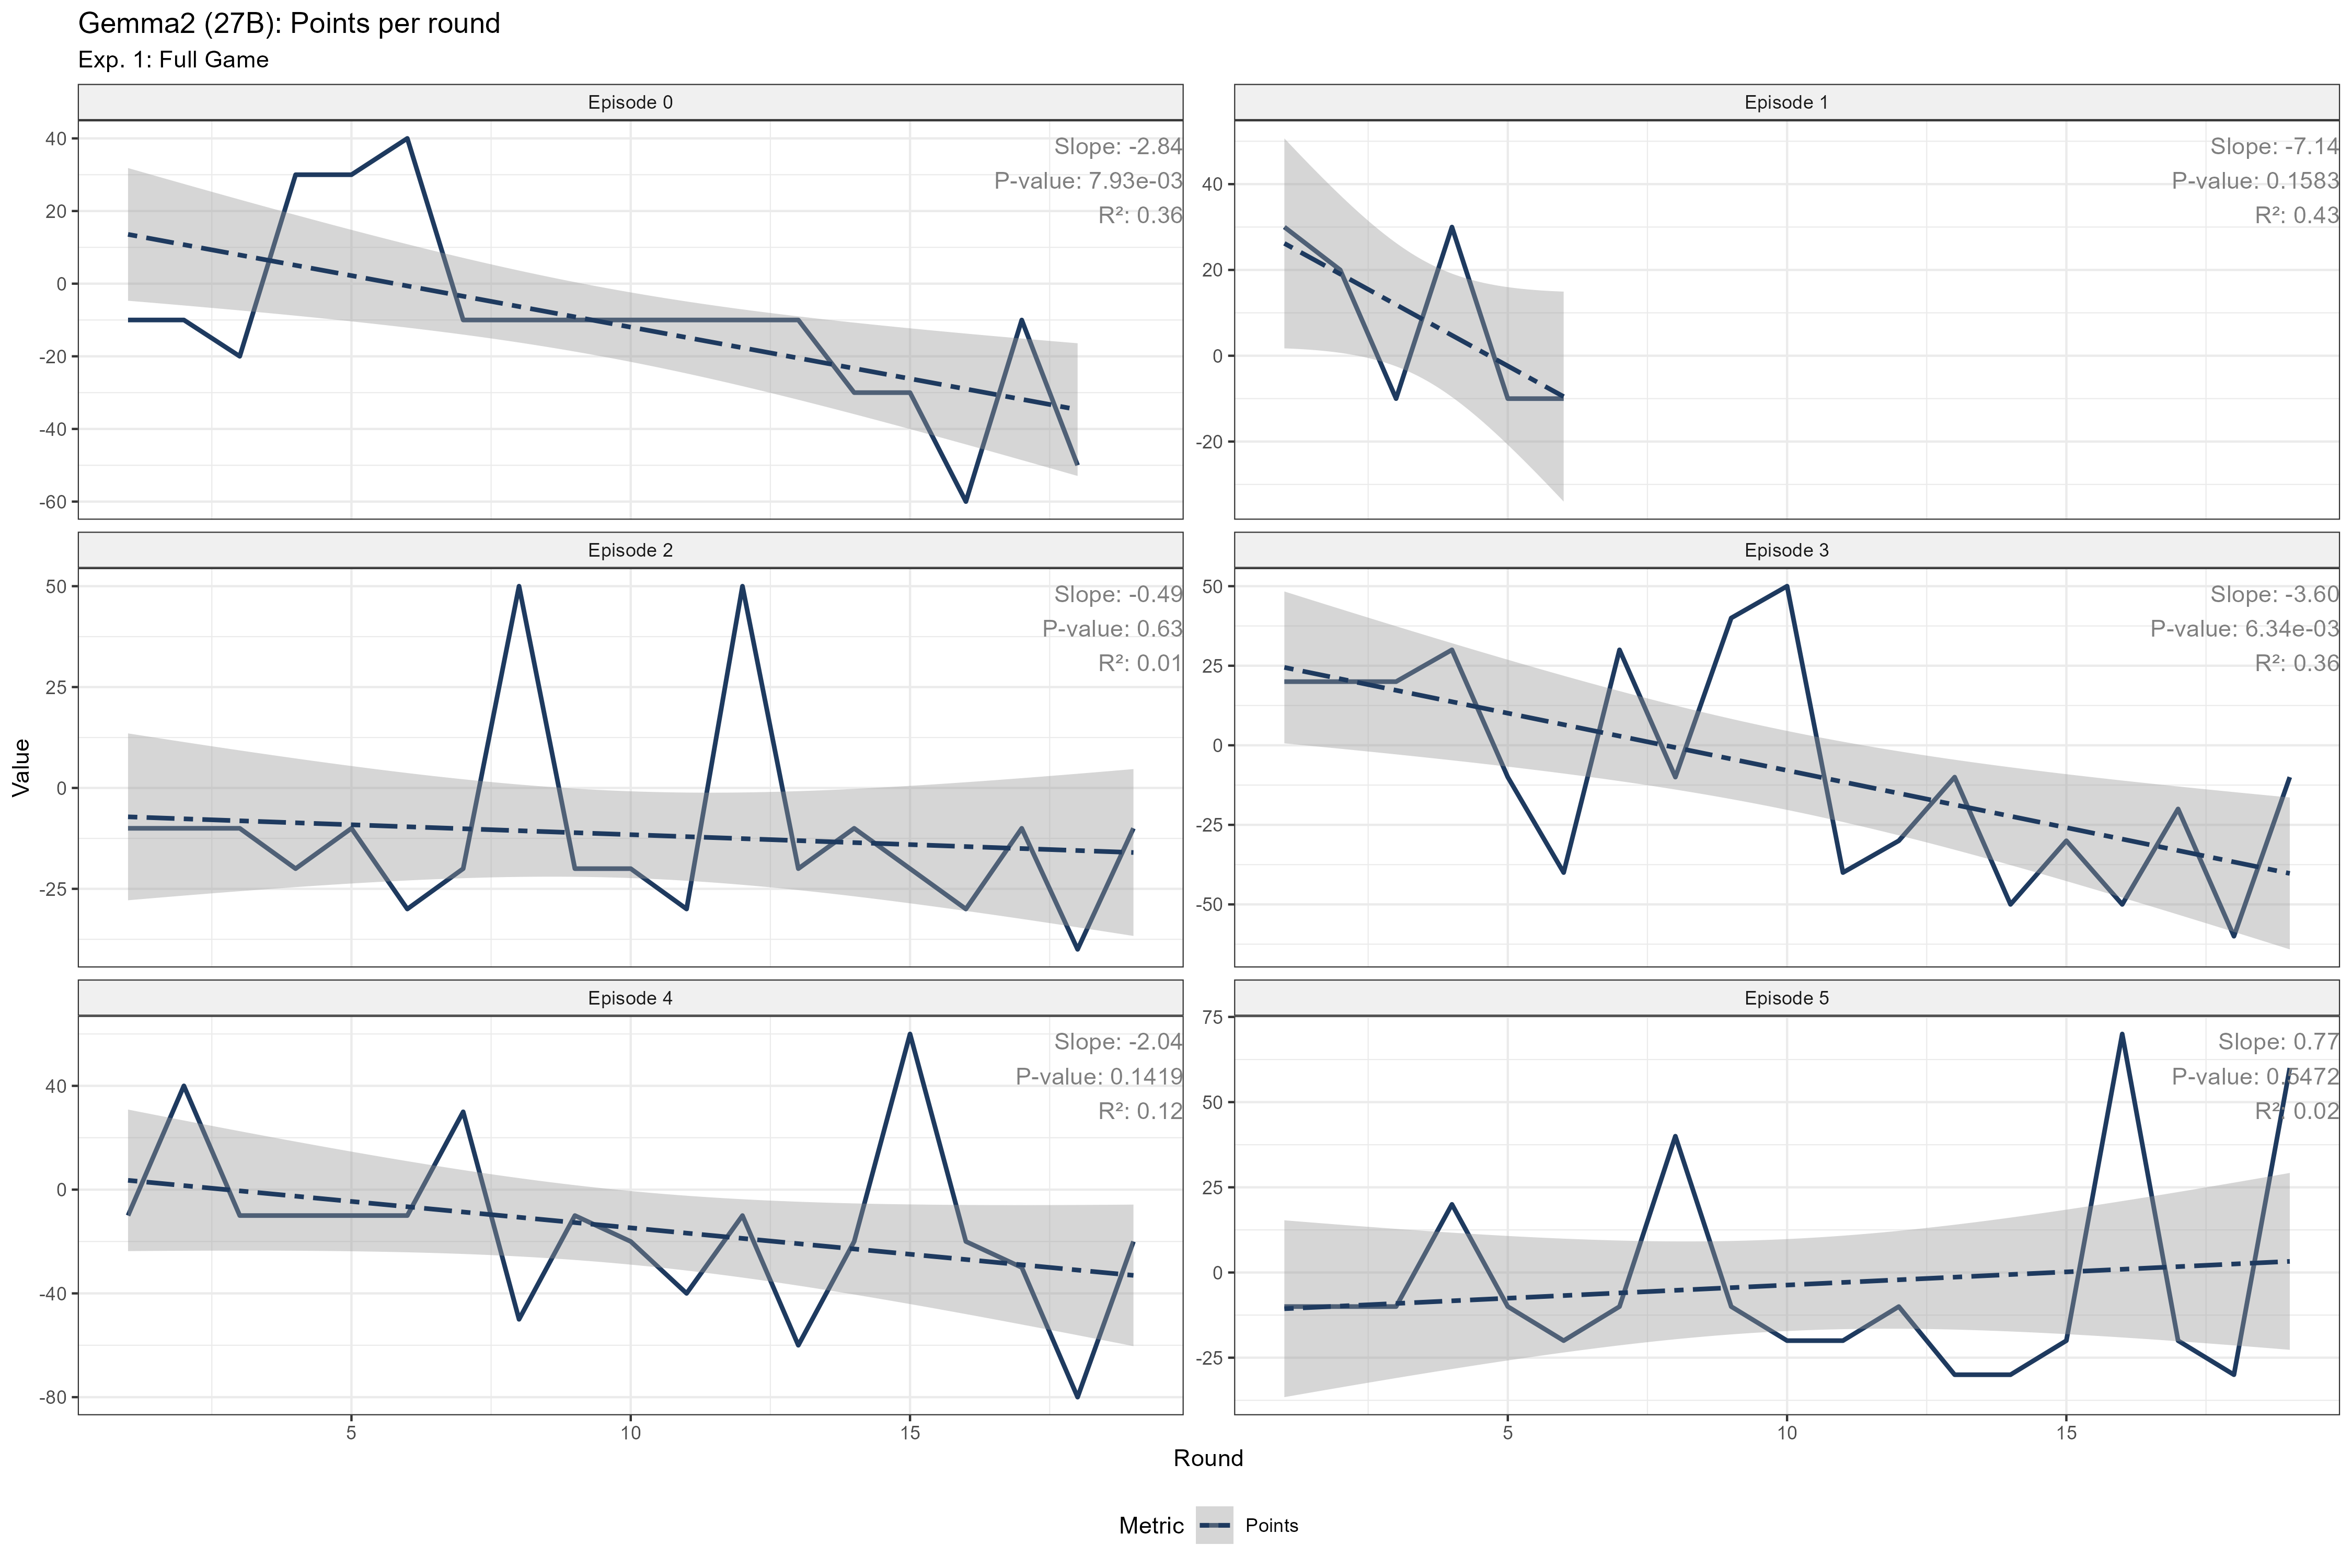 Gemma2 (27B): Points per round
Exp. 1: Full Game
Episode 0
Slope: -2.84
P-value: 7.93e-03
R²: 0.36
40
20
0
-20
-40
-60
Episode 1
Slope: -7.14
P-value: 0.1583
R²: 0.43
40
20
0
-20
Episode 2
Slope: -0.49
P-value: 0.63
R²: 0.01
50
25
0
-25
Episode 3
Slope: -3.60
P-value: 6.34e-03
R²: 0.36
50
25
0
-25
-50
Episode 4
Slope: -2.04
P-value: 0.1419
R²: 0.12
40
0
-40
-80
5 10 15
Episode 5
Slope: 0.77
P-value: 0.5472
R²: 0.02
75
50
25
0
-25
5 10 15
Value
Round
Metric Points